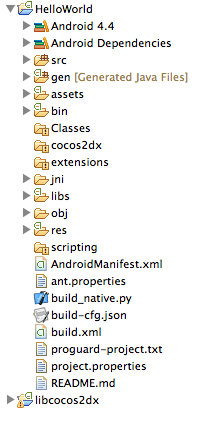 HelloWorld
Android 4.4
Android Dependencies
src
gen [Generated Java Files]
assets
bin
Classes
cocos2dx
extensions
jni
libs
obj
res
scripting
AndroidManifest.xml
ant.properties
build_native.py
build-cfg.json
build.xml
proguard-project.txt
project.properties
README.md
libcocos2dx